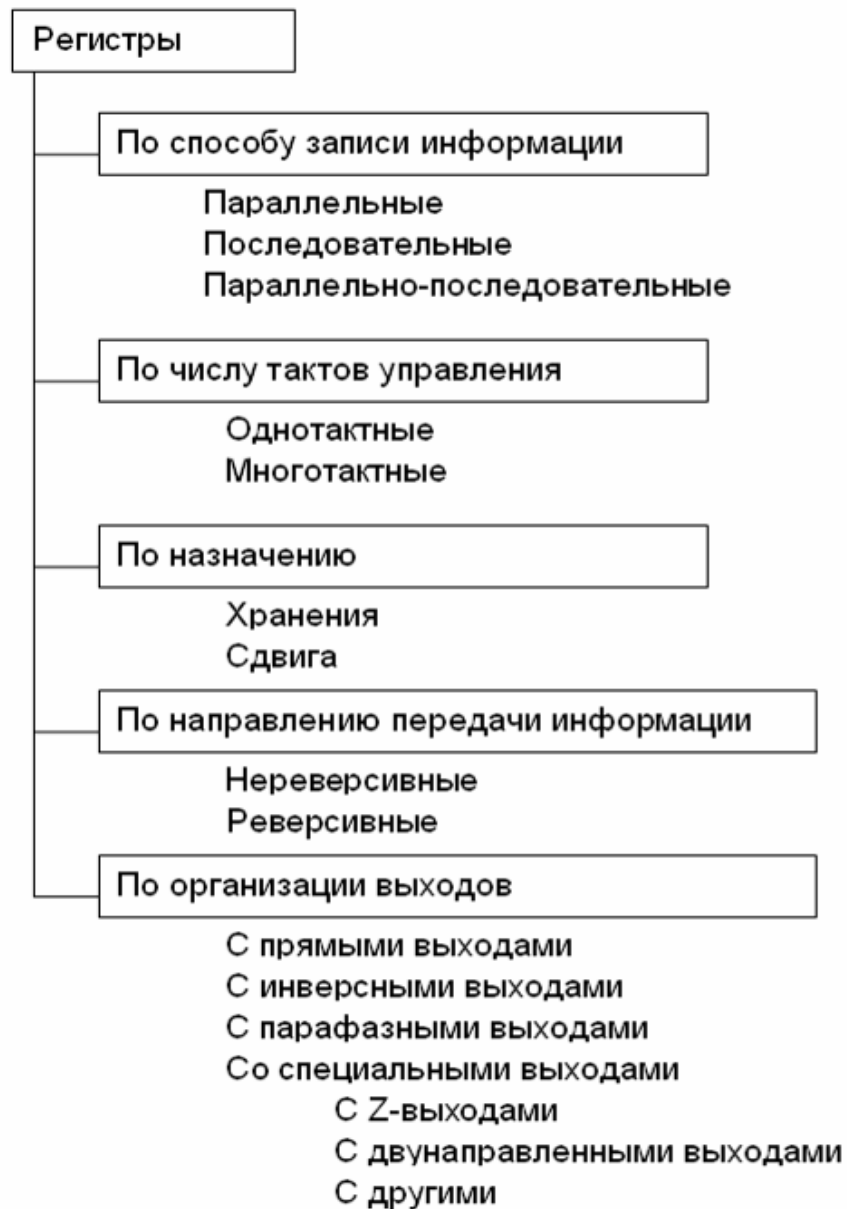 Регистры
По способу записи информации
Параллельные
Последовательные
Параллельно-последовательные
По числу тактов управления
Однотактные
Многотактные
По назначению
Хранения
Сдвига
По направлению передачи информации
Нереверсивные
Реверсивные
По организации выходов
С прямыми выходами
С инверсными выходами
С парафазными выходами
Со специальными выходами
С Z-выходами
С двунаправленными выходами
С другими